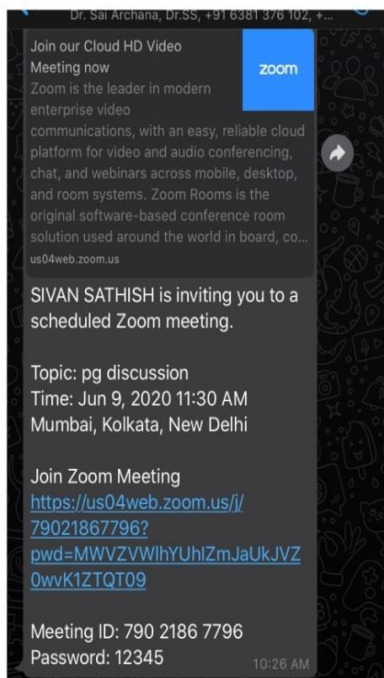 Dr. Sai Archana, Dr.SS, +91 6381 376 102, +...
Join our Cloud HD Video
Meeting now
zoom
Zoom is the leader in modern
enterprise video
communications, with an easy, reliable cloud
platform for video and audio conferencing,
chat, and webinars across mobile, desktop,
and room systems. Zoom Rooms is the
original software-based conference room
solution used around the world in board, co...
us04web.zoom.us
SIVAN SATHISH is inviting you to a
scheduled Zoom meeting.
Topic: pg discussion
Time: Jun 9, 2020 11:30 AM
Mumbai, Kolkata, New Delhi
Join Zoom Meeting
https://us04web.zoom.us/j/
79021867796?
pwd=MWVZVWlhYUhlZmJaUkJVZ
0wvK1ZTQT09
Meeting ID: 790 2186 7796
Password: 12345
10:26 AM